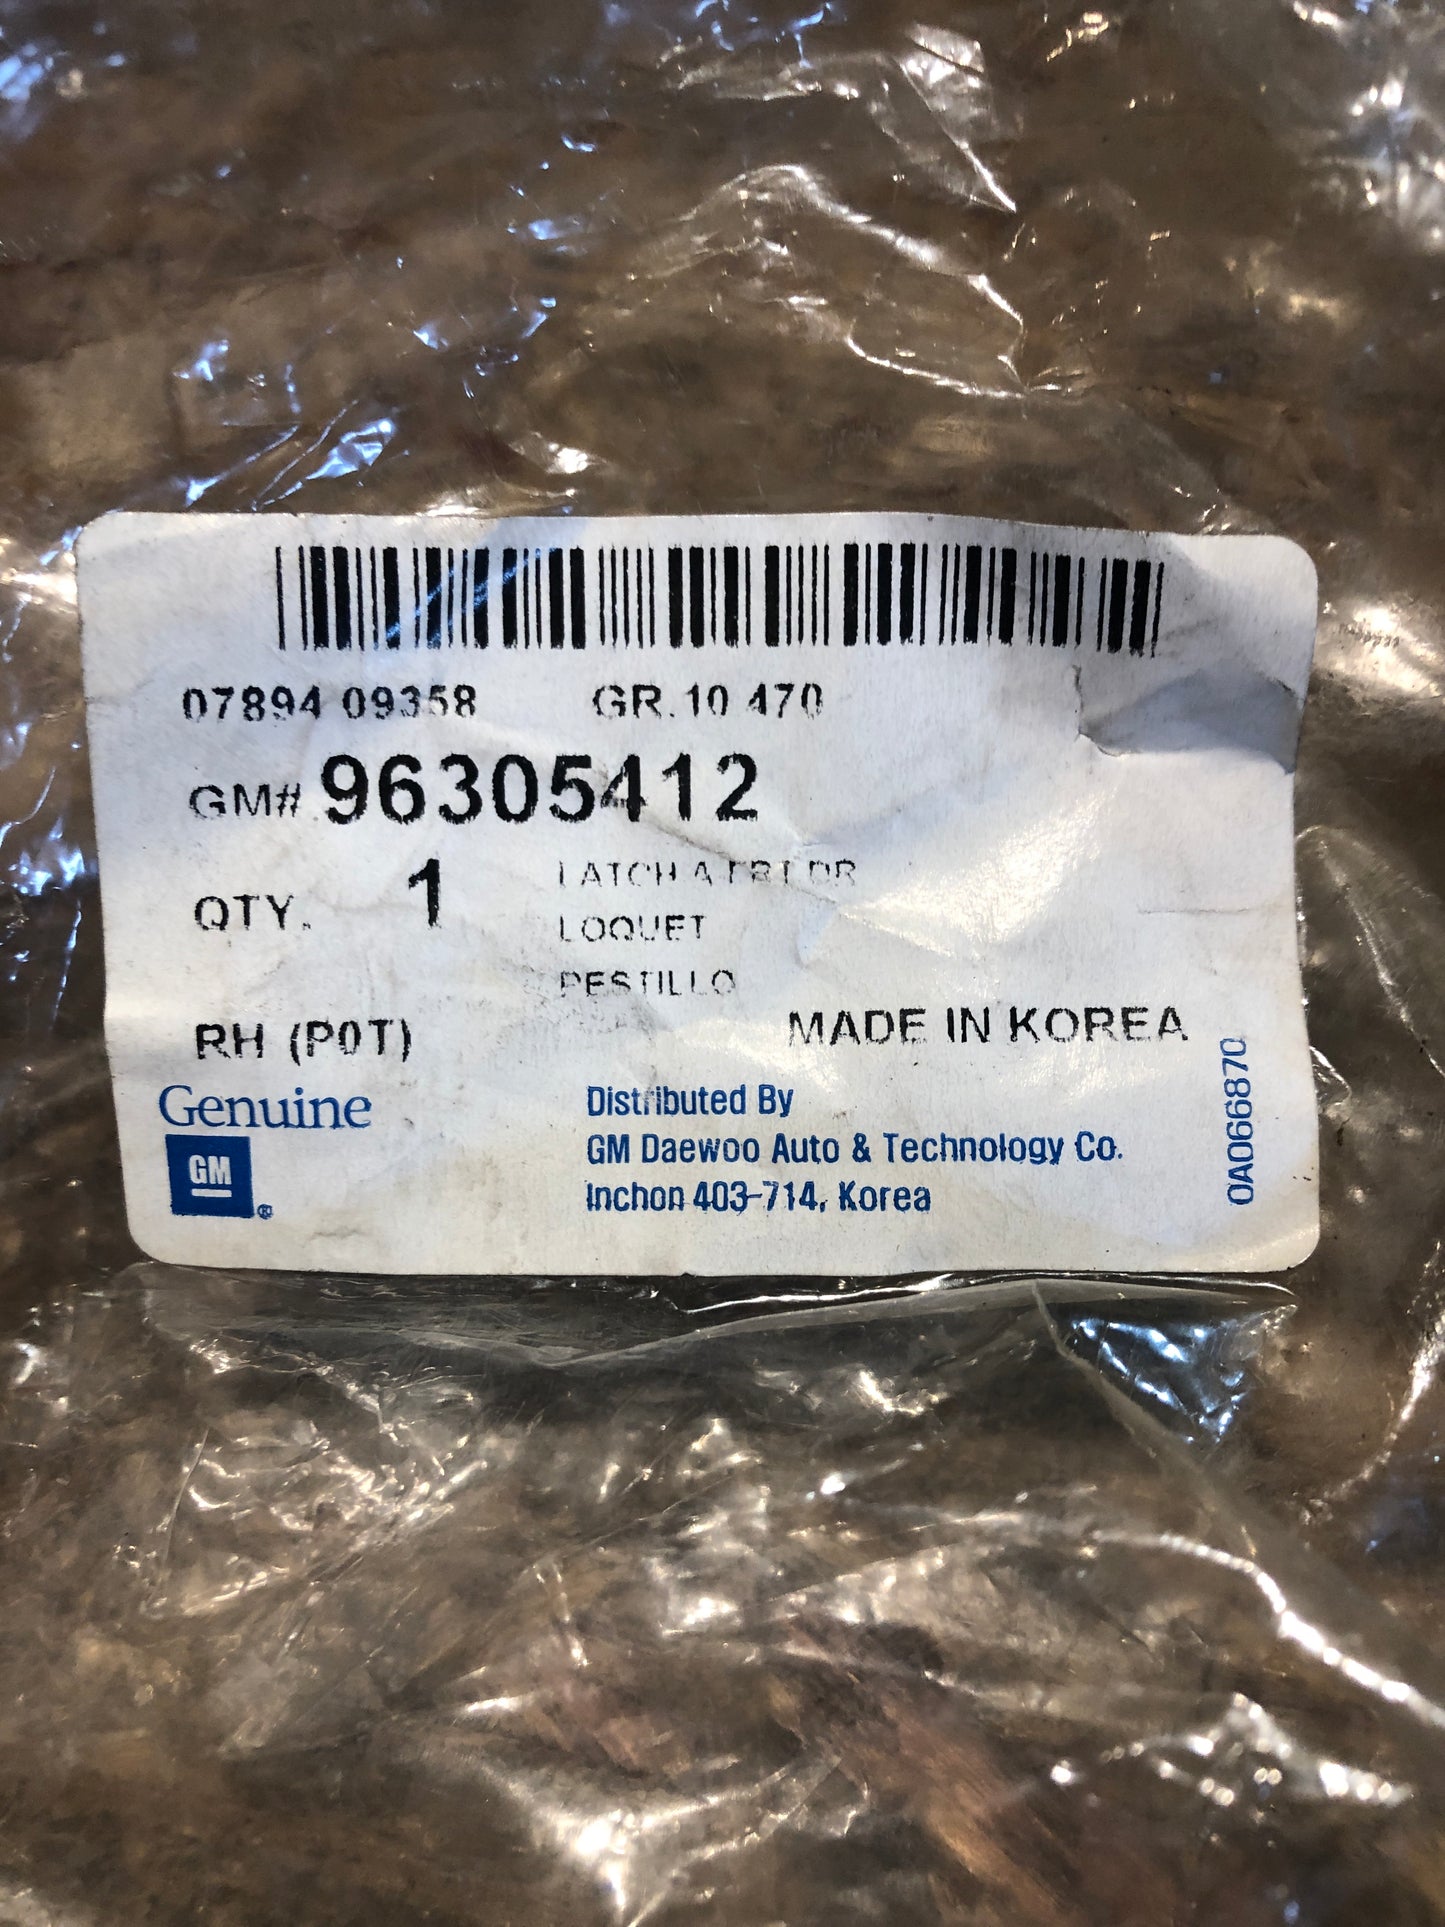 07894 09358 GR.10 470
GM# 96305412
QTY. 1 LATCH A FRT DR
LOQUET
PESTILLO
RH (P0T) MADE IN KOREA
Genuine
GM ®
Distributed By
GM Daewoo Auto & Technology Co.
Inchon 403-714, Korea
0A066870